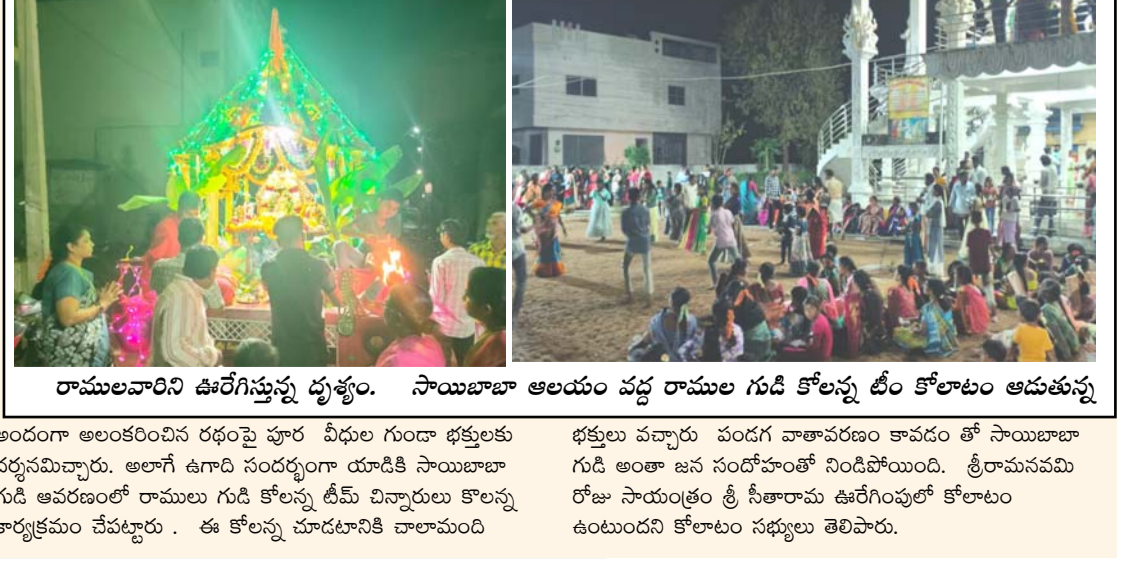 రాములవారిని ఊరేగిస్తున్న దృశ్యం.   సాయిబాబా ఆలయం వద్ద రాముల గుడి కోలన్న టీం కోలాటం ఆడుతున్న
అందంగా అలంకరించిన రథంపై పూర వీధుల గుండా భక్తులకు
దర్శనమిచ్చారు. అలాగే ఉగాది సందర్భంగా యాడికి సాయిబాబా
గుడి ఆవరణంలో రాములు గుడి కోలన్న టీమ్ చిన్నారులు కొలన్న
కార్యక్రమం చేపట్టారు . ఈ కోలన్న చూడటానికి చాలామంది
భక్తులు వచ్చారు పండగ వాతావరణం కావడం తో సాయిబాబా
గుడి అంతా జన సందోహంతో నిండిపోయింది. శ్రీరామనవమి
రోజు సాయంత్రం శ్రీ సీతారామ ఊరేగింపులో కోలాటం
ఉంటుందని కోలాటం సభ్యులు తెలిపారు.